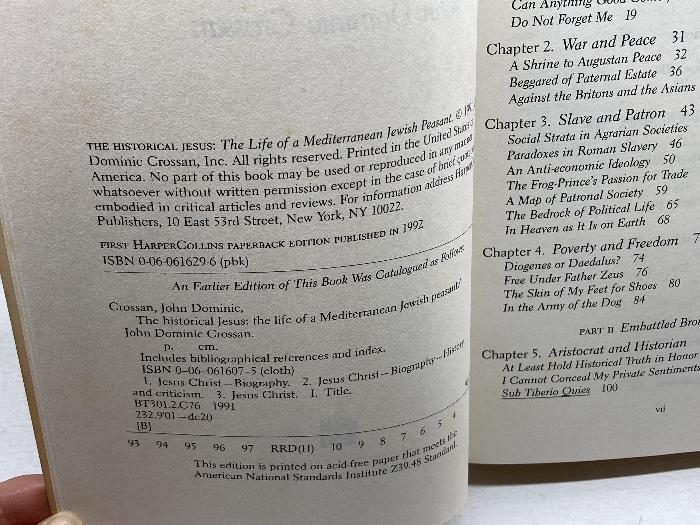 THE HISTORICAL JESUS: The Life of a Mediterranean Jewish Peasant. ©
Dominic Crossan, Inc. All rights reserved. Printed in the United States
America. No part of this book may be used or reproduced in any
whatsoever without written permission except in the case of brief
embodied in critical articles and reviews. For information address
Publishers, 10 East 53rd Street, New York, NY 10022.
FIRST HARPERCOLLINS PAPERBACK EDITION PUBLISHED IN 1992
ISBN 0-06-061629-6 (pbk)
An Earlier Edition of This Book Was Catalogued as Follows:
Crossan, John Dominic.
The historical Jesus: the life of a Mediterranean Jewish peasant/
John Dominic Crossan.
p. cm.
Includes bibliographical references and index.
ISBN 0-06-061607-5 (cloth)
1. Jesus Christ—Biography. 2. Jesus Christ—Biography—History
and criticism. 3. Jesus Christ. I. Title.
BT301.2.C76 1991
232.9'01—dc20
[B]
93 94 95 96 97 RRD(H) 10 9 8 7 6 5 4
This edition is printed on acid-free paper that meets the
American National Standards Institute Z39.48 Standard.
Can Anything Good
Do Not Forget Me 19
Chapter 2. War and Peace 31
A Shrine to Augustan Peace 32
Beggared of Paternal Estate 36
Against the Britons and the Asians
Chapter 3. Slave and Patron 43
Social Strata in Agrarian Societies
Paradoxes in Roman Slavery 46
An Anti-economic Ideology 50
The Frog-Prince's Passion for Trade
A Map of Patronal Society 59
The Bedrock of Political Life 65
In Heaven as It Is on Earth 68
Chapter 4. Poverty and Freedom 7
Diogenes or Daedalus? 74
Free Under Father Zeus 76
The Skin of My Feet for Shoes 80
In the Army of the Dog 84
PART II Embattled Bro
Chapter 5. Aristocrat and Historian
At Least Hold Historical Truth in Honor
I Cannot Conceal My Private Sentiments
Sub Tiberio Quies 100
vii